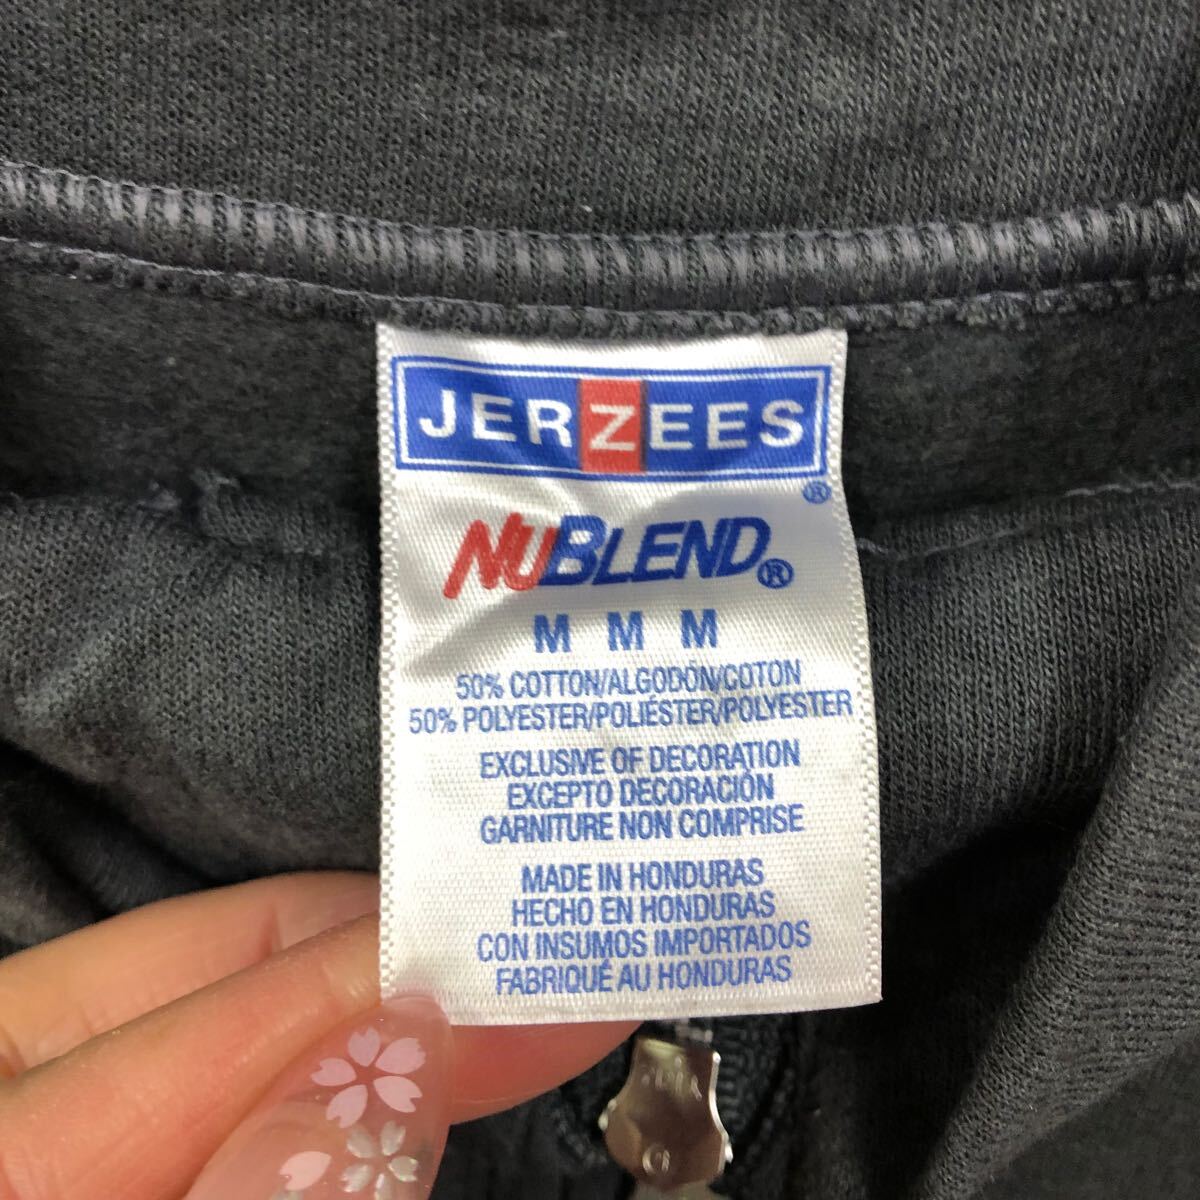 JERZEES®
NUBLEND®
M M M
50% COTTON/ALGODÓN/COTON
50% POLYESTER/POLIÉSTER/POLYESTER
EXCLUSIVE OF DECORATION
EXCEPTO DECORACIÓN
GARNITURE NON COMPRISE
MADE IN HONDURAS
HECHO EN HONDURAS
CON INSUMOS IMPORTADOS
FABRIQUÉ AU HONDURAS